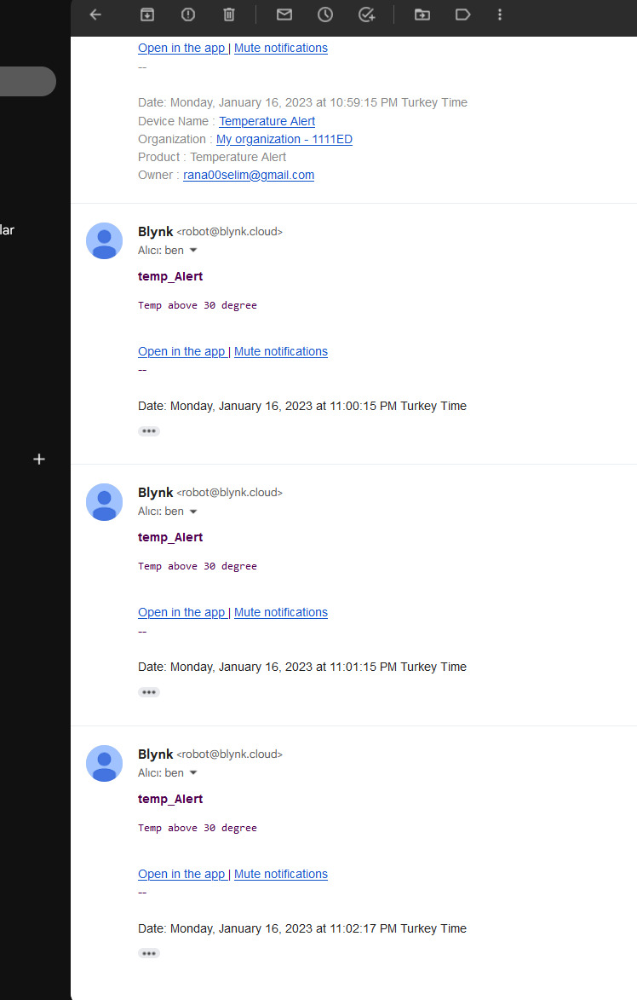 Open in the app | Mute notifications
--
Date: Monday, January 16, 2023 at 10:59:15 PM Turkey Time
Device Name : Temperature Alert
Organization : My organization - 1111ED
Product : Temperature Alert
Owner : rana00selim@gmail.com
lar
Blynk <robot@blynk.cloud>
Alıcı: ben
temp_Alert
Temp above 30 degree
Open in the app | Mute notifications
--
Date: Monday, January 16, 2023 at 11:00:15 PM Turkey Time
Blynk <robot@blynk.cloud>
Alıcı: ben
temp_Alert
Temp above 30 degree
Open in the app | Mute notifications
--
Date: Monday, January 16, 2023 at 11:01:15 PM Turkey Time
Blynk <robot@blynk.cloud>
Alıcı: ben
temp_Alert
Temp above 30 degree
Open in the app | Mute notifications
--
Date: Monday, January 16, 2023 at 11:02:17 PM Turkey Time